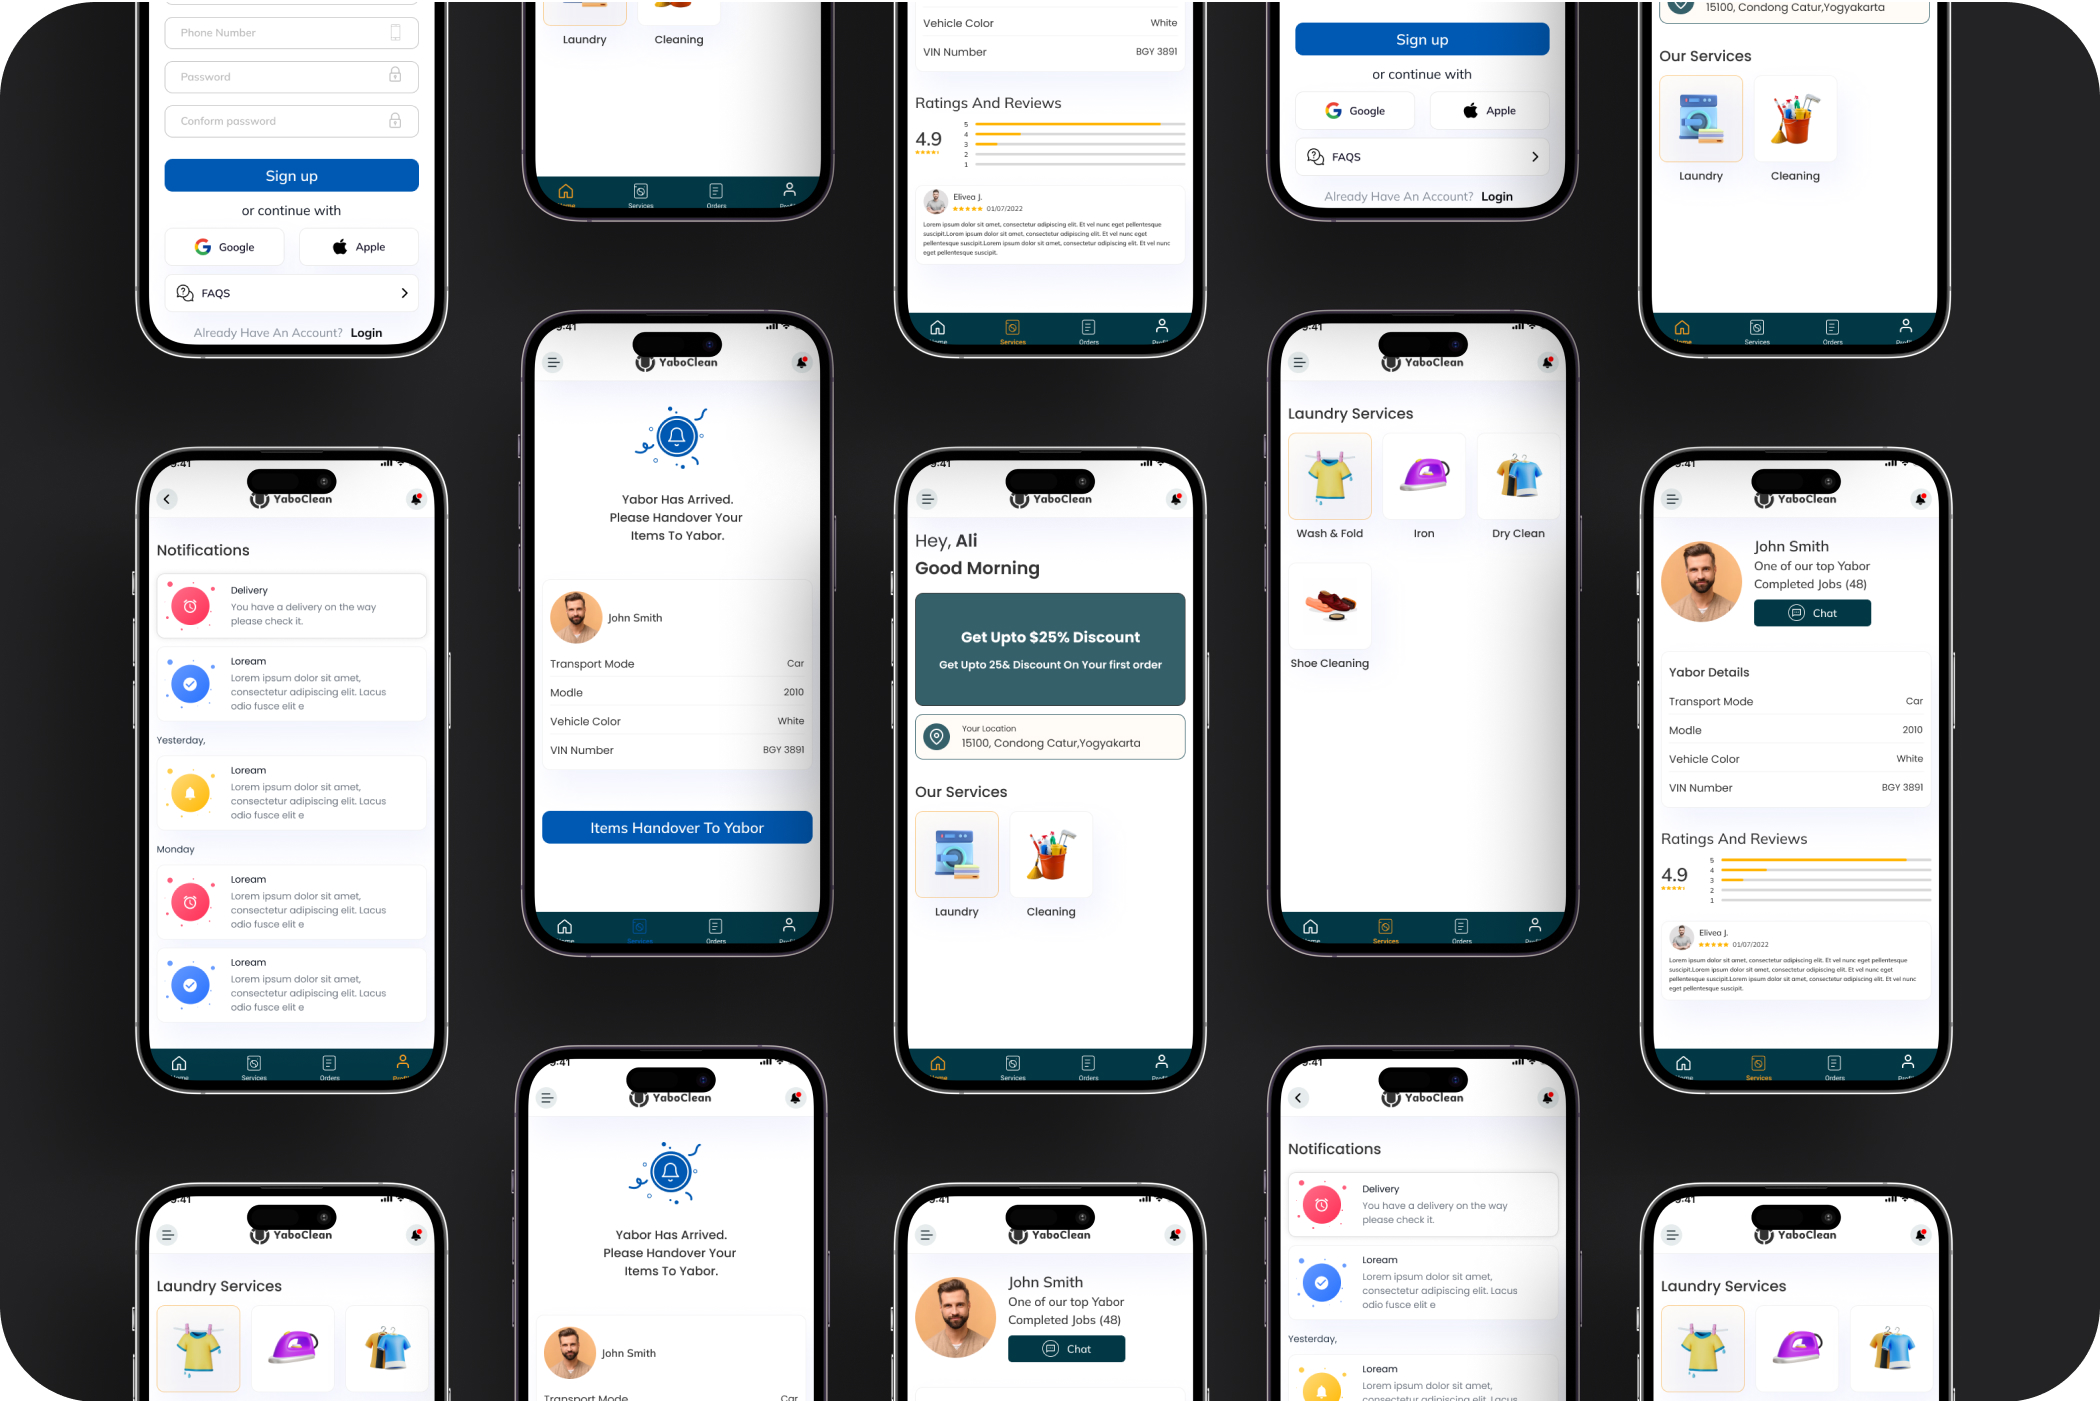 Phone Number
Password
Conform password
Sign up
or continue with
Google
Apple
FAQS
Already Have An Account? Login
9:41
YaboClean
Notifications
Delivery
You have a delivery on the way
please check it.
Loream
Lorem ipsum dolor sit amet,
consectetur adipiscing elit. Lacus
odio fusce elit e
Yesterday,
Loream
Lorem ipsum dolor sit amet,
consectetur adipiscing elit. Lacus
odio fusce elit e
Monday
Loream
Lorem ipsum dolor sit amet,
consectetur adipiscing elit. Lacus
odio fusce elit e
Loream
Lorem ipsum dolor sit amet,
consectetur adipiscing elit. Lacus
odio fusce elit e
Services
Orders
9:41
YaboClean
Laundry Services
Laundry
Cleaning
Services
Orders
9:41
YaboClean
Yabor Has Arrived.
Please Handover Your
Items To Yabor.
John Smith
Transport Mode Car
Modle 2010
Vehicle Color White
VIN Number BGY 3891
Items Handover To Yabor
Services
Orders
9:41
YaboClean
Yabor Has Arrived.
Please Handover Your
Items To Yabor.
John Smith
Transport Mode Car
Vehicle Color White
VIN Number BGY 3891
Ratings And Reviews
4.9
5
4
3
2
1
Elivea J.
01/07/2022
Lorem ipsum dolor sit amet, consectetur adipiscing elit. Et vel nunc eget pellentesque
suscipit.Lorem ipsum dolor sit amet, consectetur adipiscing elit. Et vel nunc eget
pellentesque suscipit.Lorem ipsum dolor sit amet, consectetur adipiscing elit. Et vel nunc
eget pellentesque suscipit.
Services
Orders
9:41
YaboClean
Hey, Ali
Good Morning
Get Upto $25% Discount
Get Upto 25& Discount On Your first order
Your Location
15100, Condong Catur,Yogyakarta
Our Services
Laundry
Cleaning
Services
Orders
9:41
YaboClean
John Smith
One of our top Yabor
Completed Jobs (48)
Chat
Sign up
or continue with
Google
Apple
FAQS
Already Have An Account? Login
9:41
YaboClean
Laundry Services
Wash & Fold
Iron
Dry Clean
Shoe Cleaning
Services
Orders
9:41
YaboClean
Notifications
Delivery
You have a delivery on the way
please check it.
Loream
Lorem ipsum dolor sit amet,
consectetur adipiscing elit. Lacus
odio fusce elit e
Yesterday,
Loream
Lorem ipsum dolor sit amet,
consectetur adipiscing elit. Lacus
15100, Condong Catur,Yogyakarta
Our Services
Laundry
Cleaning
Services
Orders
9:41
YaboClean
John Smith
One of our top Yabor
Completed Jobs (48)
Chat
Yabor Details
Transport Mode Car
Modle 2010
Vehicle Color White
VIN Number BGY 3891
Ratings And Reviews
4.9
5
4
3
2
1
Elivea J.
01/07/2022
Lorem ipsum dolor sit amet, consectetur adipiscing elit. Et vel nunc eget pellentesque
suscipit.Lorem ipsum dolor sit amet, consectetur adipiscing elit. Et vel nunc eget
pellentesque suscipit.Lorem ipsum dolor sit amet, consectetur adipiscing elit. Et vel nunc
eget pellentesque suscipit.
Services
Orders
9:41
YaboClean
Laundry Services